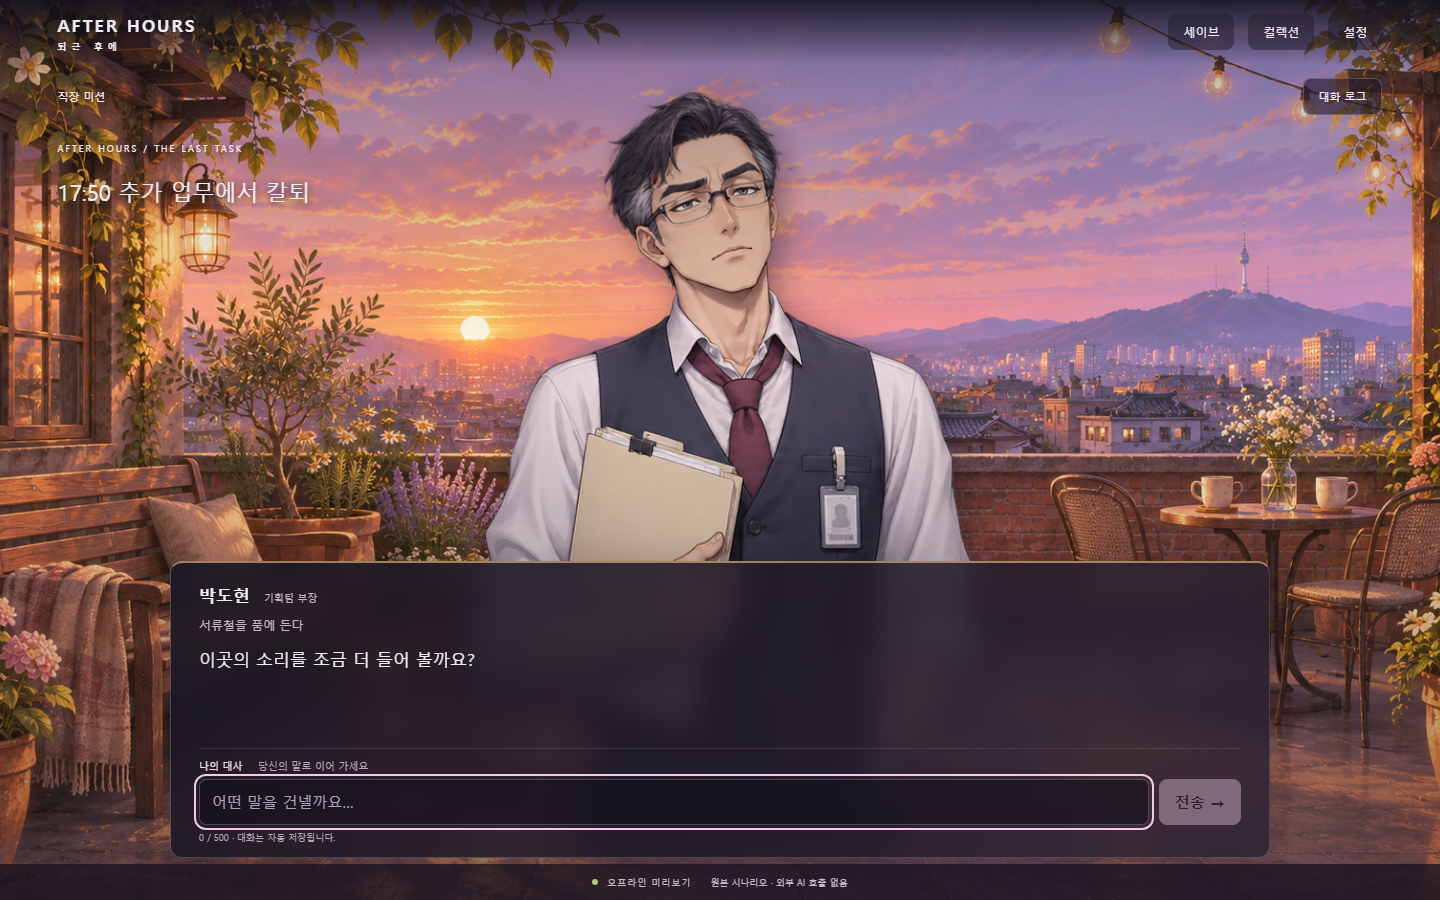 AFTER HOURS
퇴근 후에
세이브
컬렉션
설정
직장 미션
대화 로그
AFTER HOURS / THE LAST TASK
17:50 추가 업무에서 칼퇴
박도현 기획팀 부장
서류철을 품에 든다
이곳의 소리를 조금 더 들어 볼까요?
나의 대사 당신의 말로 이어 가세요
어떤 말을 건넬까요...
전송 →
0 / 500 · 대화는 자동 저장됩니다.
오프라인 미리보기 원본 시나리오 · 외부 AI 호출 없음